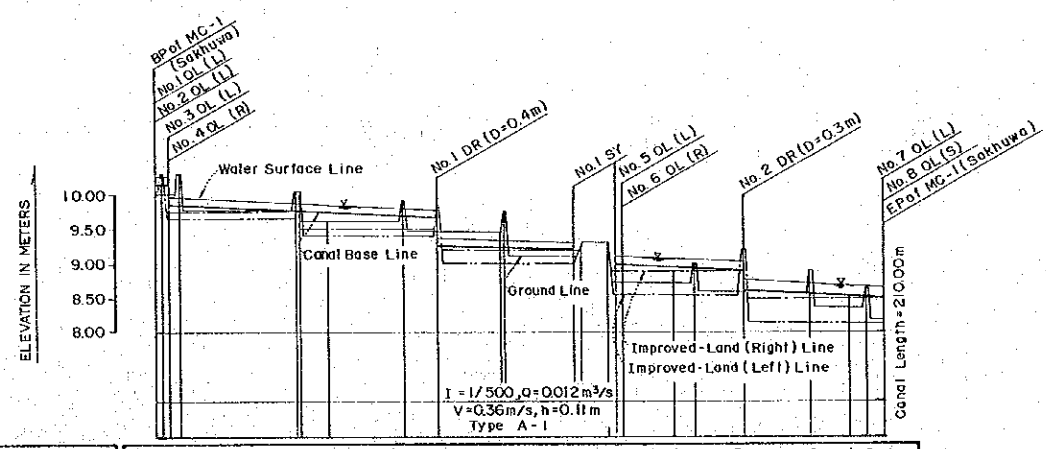 BP of MC-1
(Sakhuwa)
No.1 OL (L)
No.2 OL (L)
No.3 OL (L)
No.4 OL (R)
No.1 DR (D=0.4m)
No.1 SY
No.5 OL (L)
No.6 OL (R)
No.2 DR (D=0.3m)
No.7 OL (L)
No.8 OL (S)
EP of MC-1 (Sakhuwa)
Water Surface Line
ELEVATION IN METERS
10.00
9.50
9.00
8.50
8.00
Canal Base Line
Ground Line
Improved-Land (Right) Line
Improved-Land (Left) Line
Canal Length = 210.00m
I = 1/500, Q=0.012 m³/s
V=0.36 m/s, h=0.11 m
Type A-1